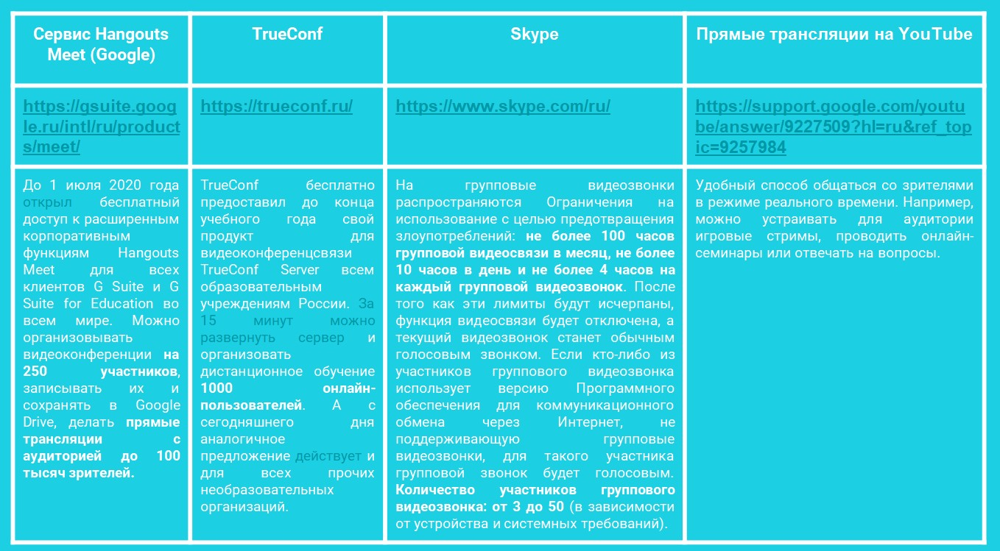 Сервис Hangouts
Meet (Google)
TrueConf
Skype
Прямые трансляции на YouTube
https://gsuite.goog
le.ru/intl/ru/product
s/meet/
https://trueconf.ru/
https://www.skype.com/ru/
https://support.google.com/youtu
be/answer/9227509?hl=ru&ref_top
ic=9257984
До 1 июля 2020 года
открыл бесплатный
доступ к расширенным
корпоративным
функциям Hangouts
Meet для всех
клиентов G Suite и G
Suite for Education во
всем мире. Можно
организовывать
видеоконференции на
250 участников,
записывать их и
сохранять в Google
Drive, делать прямые
трансляции с
аудиторией до 100
тысяч зрителей.
TrueConf бесплатно
предоставил до конца
учебного года свой
продукт для
видеоконференцсвязи
TrueConf Server всем
образовательным
учреждениям России. За
15 минут можно
развернуть сервер и
организовать
дистанционное обучение
1000 онлайн-
пользователей. А с
сегодняшнего дня
аналогичное
предложение действует и
для всех прочих
необразовательных
организаций.
На групповые видеозвонки
распространяются Ограничения на
использование с целью предотвращения
злоупотреблений: не более 100 часов
групповой видеосвязи в месяц, не более
10 часов в день и не более 4 часов на
каждый групповой видеозвонок. После
того как эти лимиты будут исчерпаны,
функция видеосвязи будет отключена, а
текущий видеозвонок станет обычным
голосовым звонком. Если кто-либо из
участников группового видеозвонка
использует версию Программного
обеспечения для коммуникационного
обмена через Интернет, не
поддерживающую групповые
видеозвонки, для такого участника
групповой звонок будет голосовым.
Количество участников группового
видеозвонка: от 3 до 50 (в зависимости
от устройства и системных требований).
Удобный способ общаться со зрителями
в режиме реального времени. Например,
можно устраивать для аудитории
игровые стримы, проводить онлайн-
семинары или отвечать на вопросы.